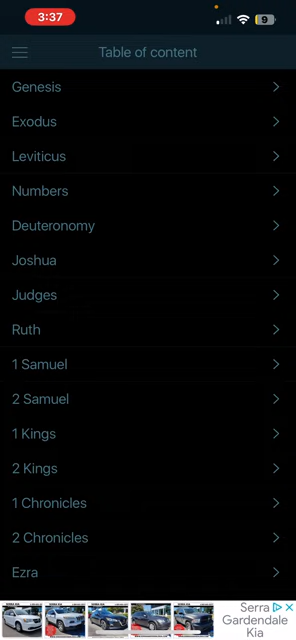 3:37
9
Table of content
Genesis
Exodus
Leviticus
Numbers
Deuteronomy
Joshua
Judges
Ruth
1 Samuel
2 Samuel
1 Kings
2 Kings
1 Chronicles
2 Chronicles
Ezra
Serra
Gardendale
Kia